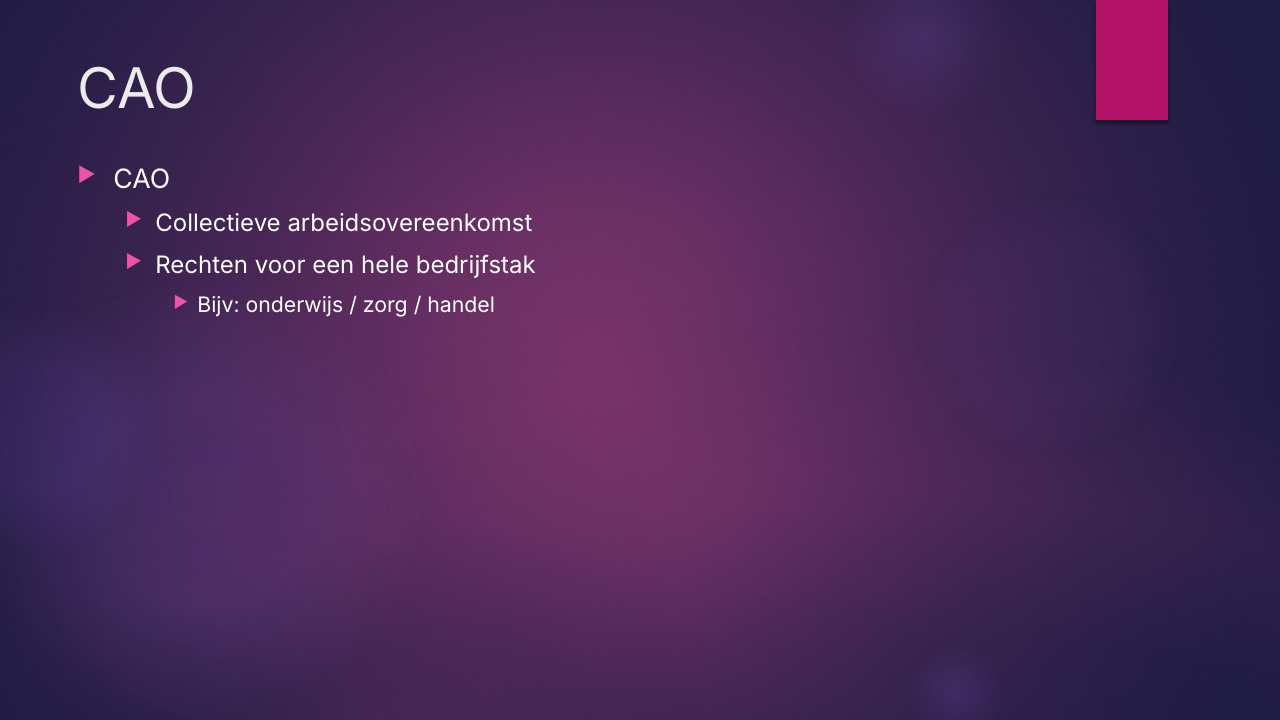 CAO
CAO
Collectieve arbeidsovereenkomst
Rechten voor een hele bedrijfstak
Bijv: onderwijs / zorg / handel